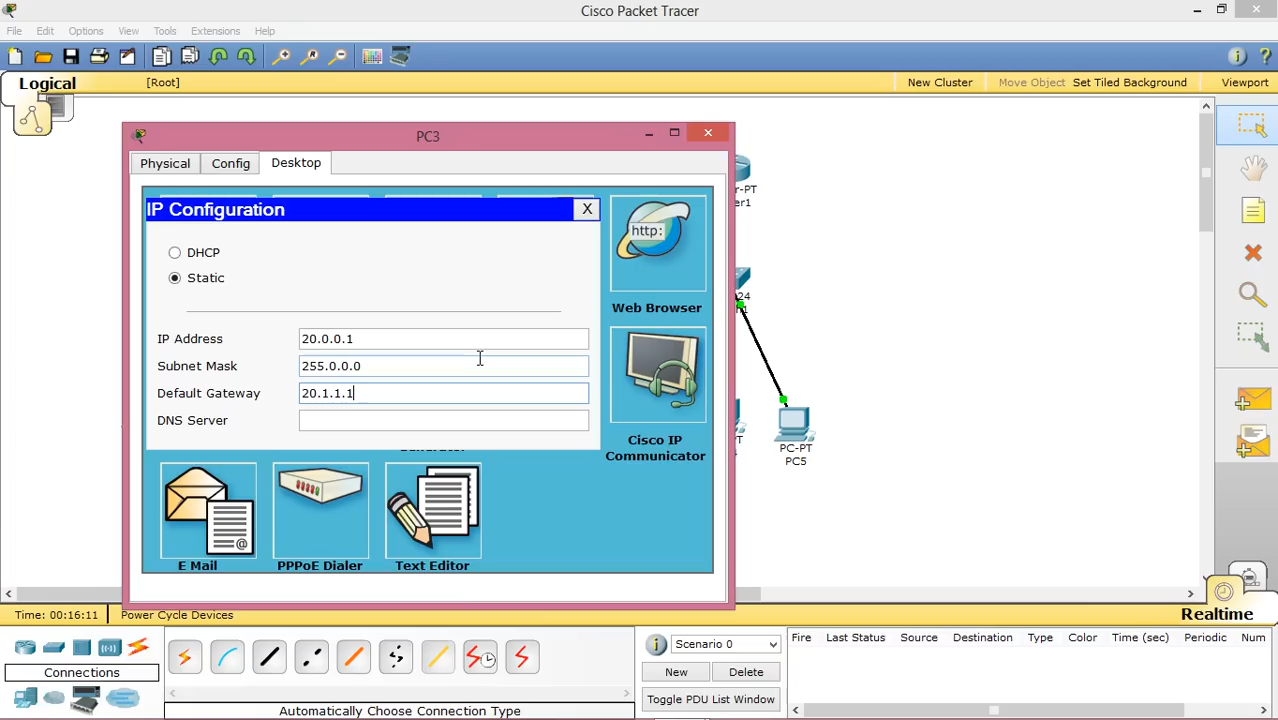 Cisco Packet Tracer
File Edit Options View Tools Extensions Help
Logical [Root] New Cluster Move Object Set Tiled Background Viewport
PC3
Physical Config Desktop
IP Configuration X
DHCP
Static
IP Address 20.0.0.1
Subnet Mask 255.0.0.0
Default Gateway 20.1.1.1
DNS Server
http:
Web Browser
Cisco IP
Communicator
@
E Mail PPPoE Dialer Text Editor
r-PT
er1
24
PC-PT
PC5
Time: 00:16:11 Power Cycle Devices Realtime
Connections
Automatically Choose Connection Type
Scenario 0
New Delete
Toggle PDU List Window
Fire Last Status Source Destination Type Color Time (sec) Periodic Num